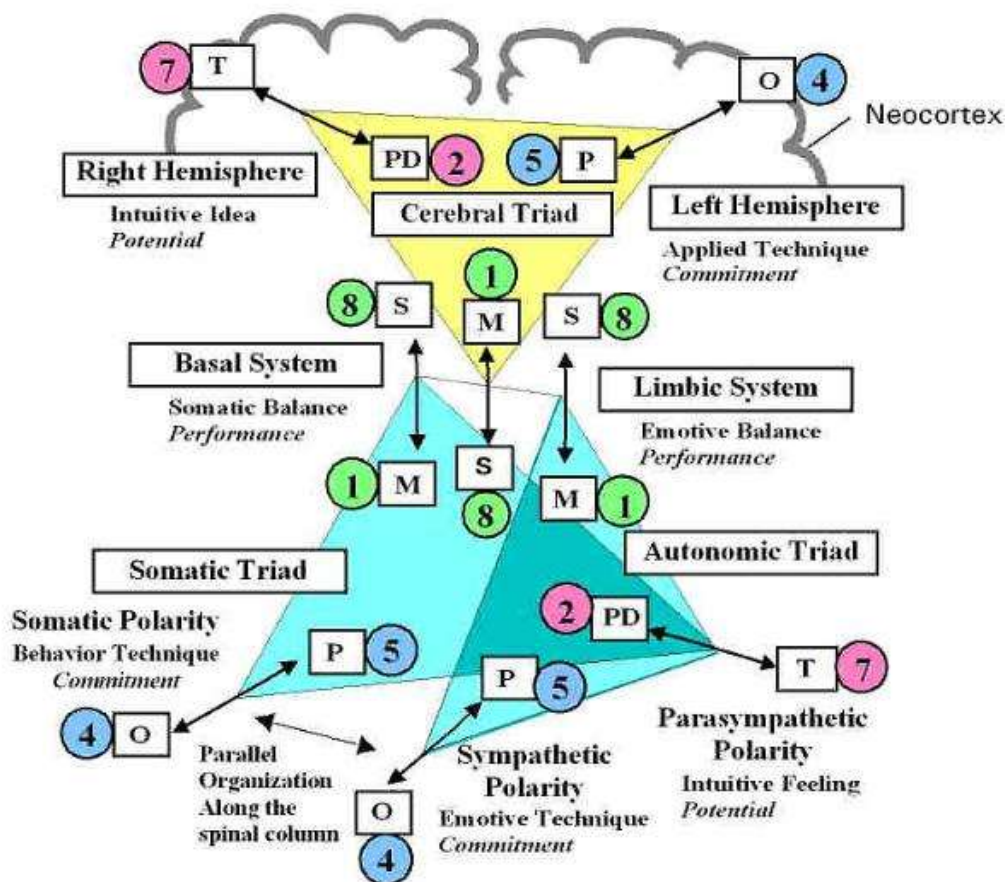 7 T
O 4
Neocortex
PD 2
5 P
Right Hemisphere
Intuitive Idea
Potential
Cerebral Triad
Left Hemisphere
Applied Technique
Commitment
1
M
8 S
S 8
Basal System
Somatic Balance
Performance
Limbic System
Emotive Balance
Performance
1 M
S
8
M 1
Somatic Triad
Autonomic Triad
Somatic Polarity
Behavior Technique
Commitment
P 5
2 PD
P 5
T 7
4 O
Parallel
Organization
Along the
spinal column
Sympathetic
Polarity
Emotive Technique
Commitment
Parasympathetic
Polarity
Intuitive Feeling
Potential
O
4